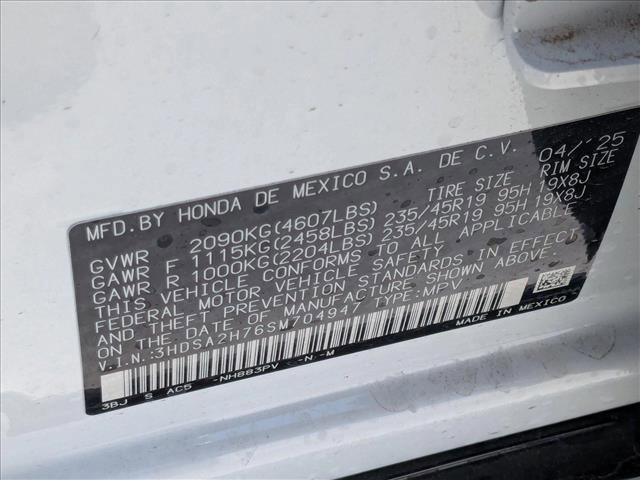 MFD. BY HONDA DE MEXICO S.A. DE C.V. 04/'25
TIRE SIZE RIM SIZE
GVWR 2090KG(4607LBS)
GAWR F 1115KG(2458LBS) 235/45R19 95H 19X8J
GAWR R 1000KG(2204LBS) 235/45R19 95H 19X8J
THIS VEHICLE CONFORMS TO ALL APPLICABLE
FEDERAL MOTOR VEHICLE SAFETY
AND THEFT PREVENTION STANDARDS IN EFFECT
ON THE DATE OF MANUFACTURE SHOWN ABOVE.
V.I.N.:3HDSA2H76SM704947 TYPE:MPV
MADE IN MEXICO
3BJ S AC5 -NH883PV -N-M